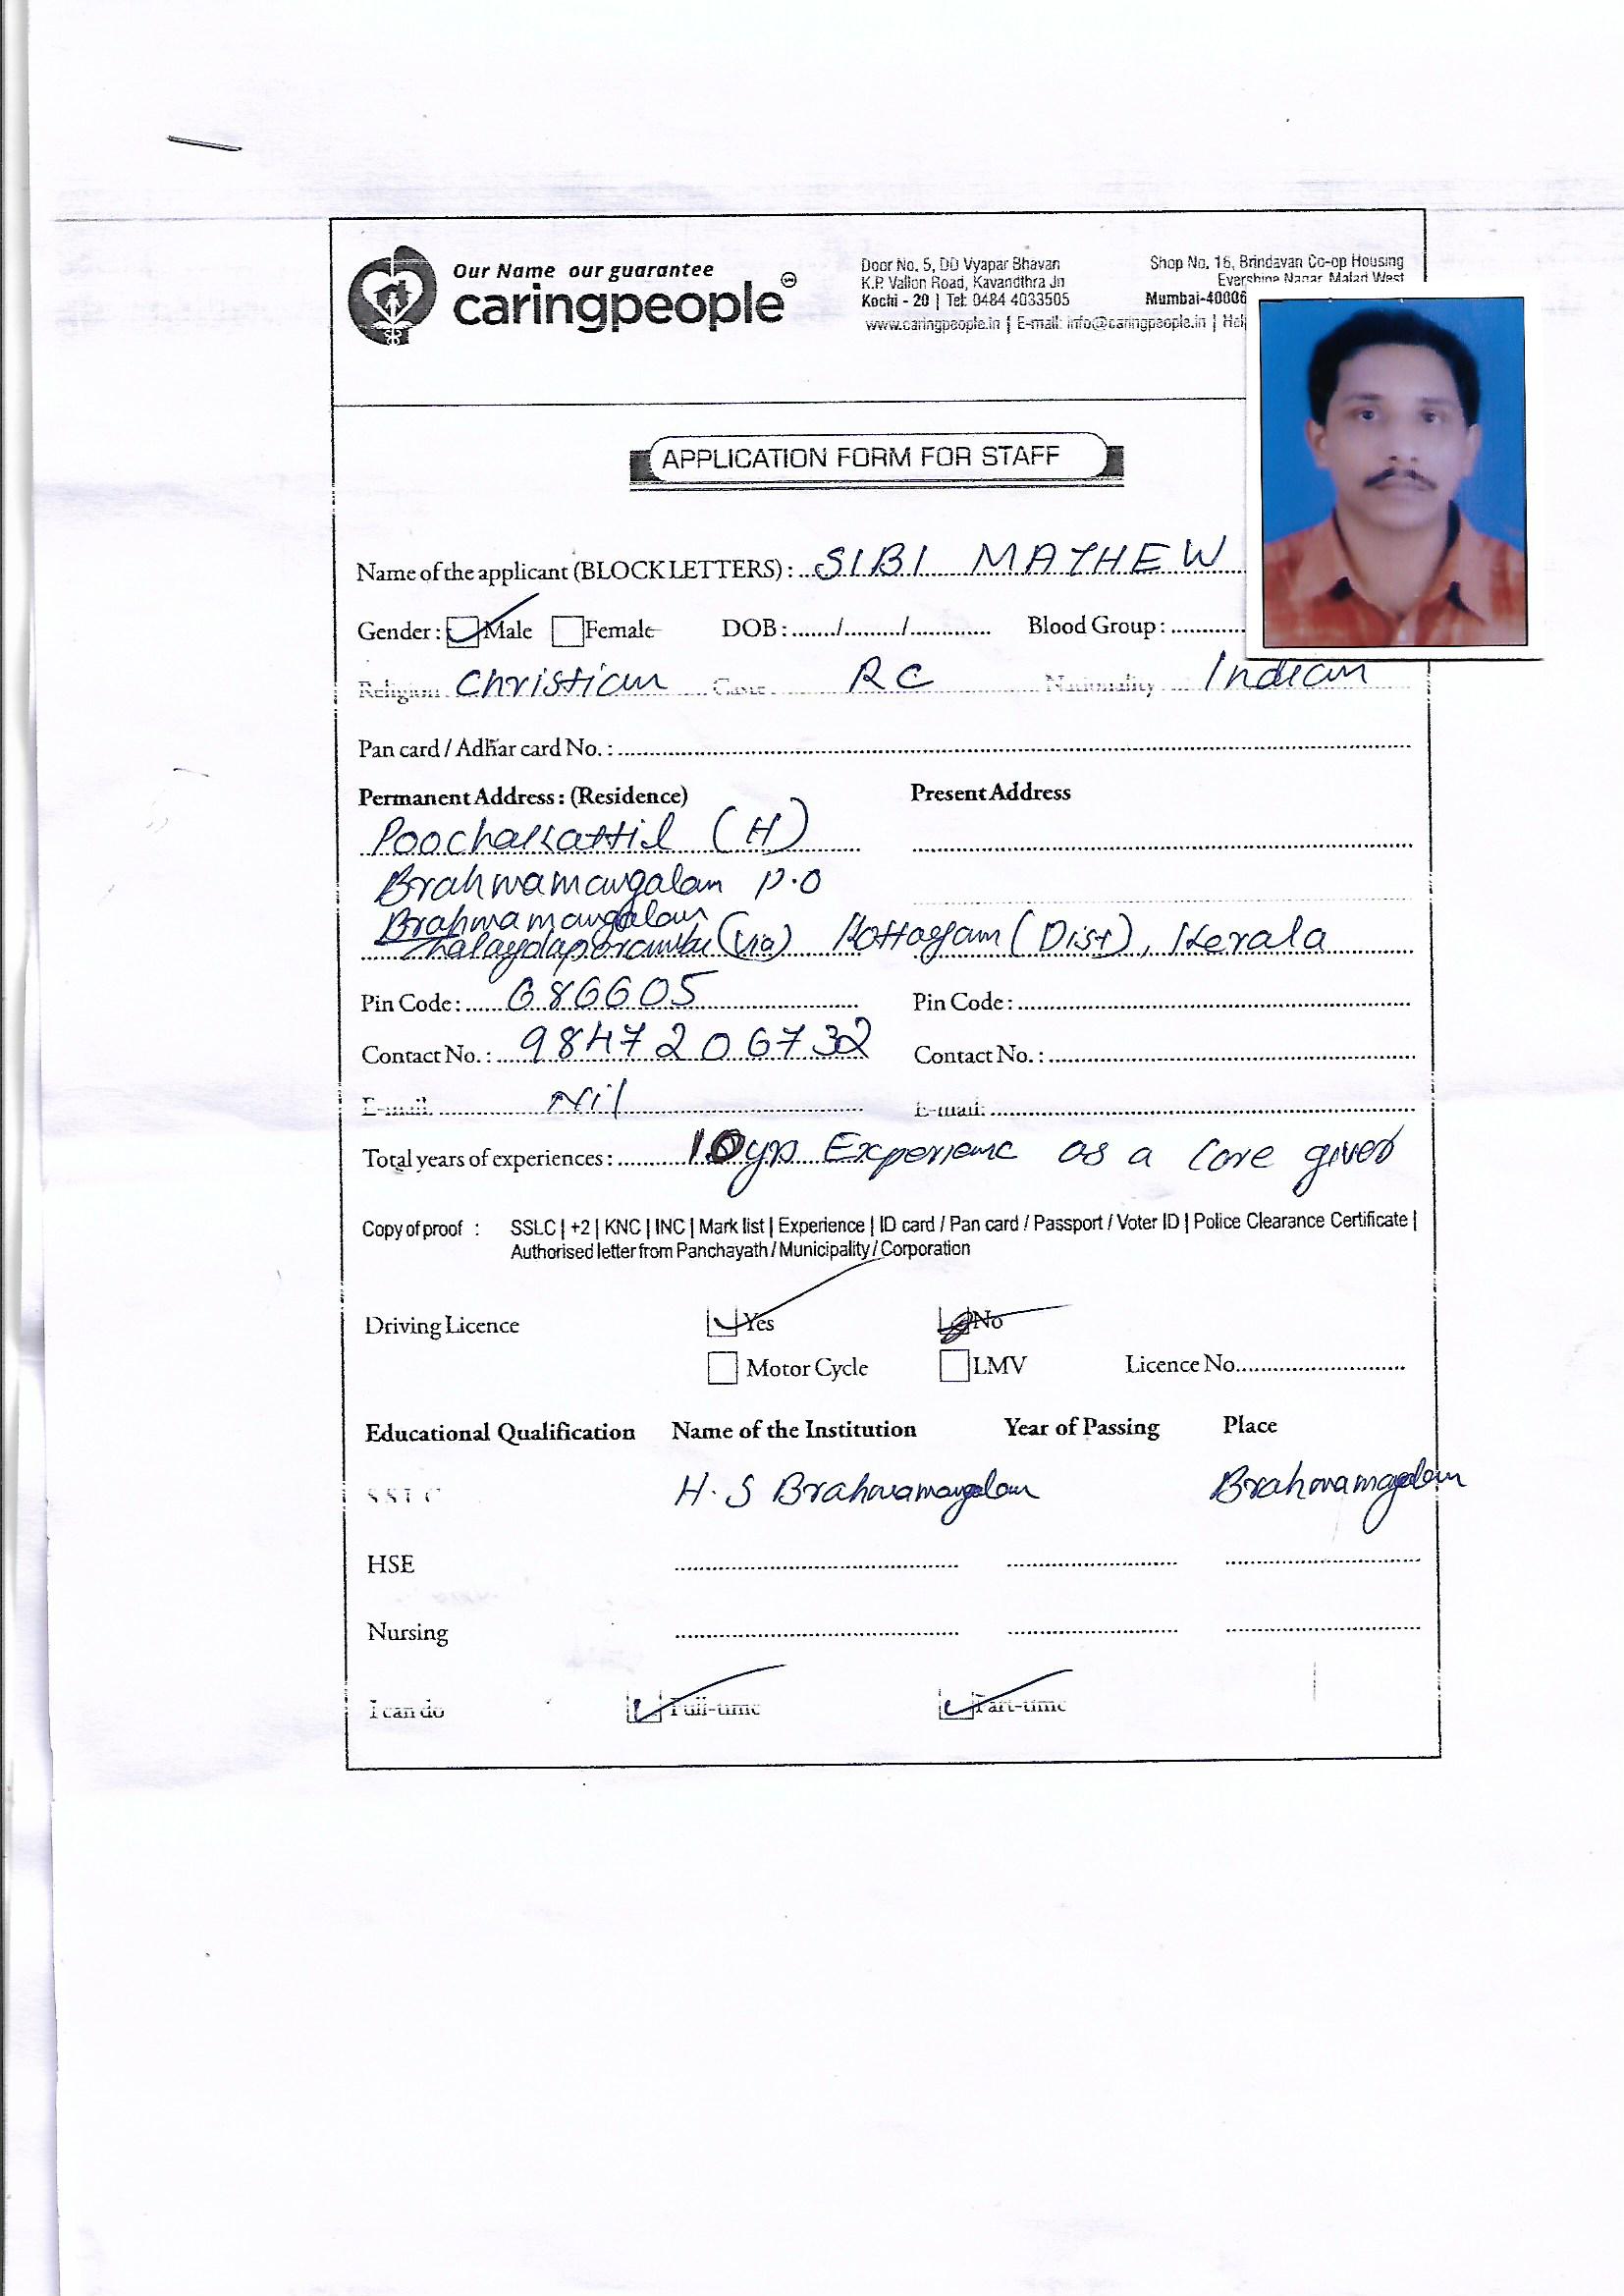 Our Name our guarantee
caringpeople
Door No. 5, DD Vyapar Bhavan
K.P. Vallon Road, Kavandthra Jn
Kochi - 20 | Tel: 0484 4033505
Shop No. 16, Brindavan Co-op Housing
Evershine Nagar, Malad West
Mumbai-40006
www.caringpeople.in | E-mail: info@caringpeople.in |
APPLICATION FORM FOR STAFF
Name of the applicant (BLOCK LETTERS) : SIBI MATHEW
Gender : Male Female DOB : / / Blood Group :
Religion Christian Caste RC Nationality Indian
Pan card / Adhar card No. :
Permanent Address : (Residence) Present Address
Poochakattil (H)
Brahmamangalam P.O
Brahmamangalam
Thalayolaparambu (Via) Kottayam (Dist), Kerala
Pin Code : 686605 Pin Code :
Contact No. : 9847206732 Contact No. :
E-mail Nil E-mail:
Total years of experiences : 10 yrs Experienc as a Care giver
Copy of proof : SSLC | +2 | KNC | INC | Mark list | Experience | ID card / Pan card / Passport / Voter ID | Police Clearance Certificate |
Authorised letter from Panchayath / Municipality / Corporation
Driving Licence Yes No
Motor Cycle LMV Licence No.
Educational Qualification Name of the Institution Year of Passing Place
SSLC H.S Brahmamangalam Brahmamagalam
HSE
Nursing
I can do Full-time Part-time